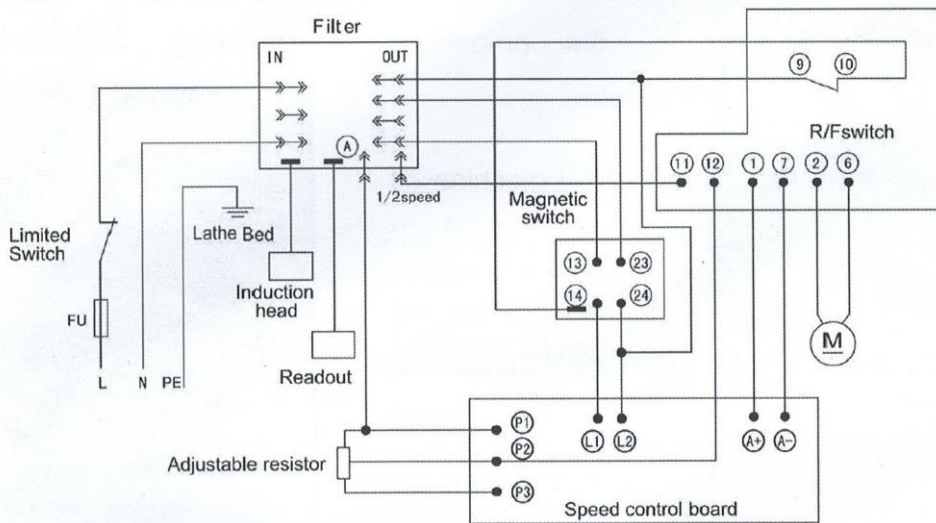 Filter
IN OUT
A
1/2speed
9 10
R/Fswitch
11 12 1 7 2 6
Magnetic
switch
13 23
14 24
Limited
Switch
Lathe Bed
Induction
head
FU
Readout
L N PE
M
P1
P2
P3
L1 L2 A+ A-
Adjustable resistor
Speed control board